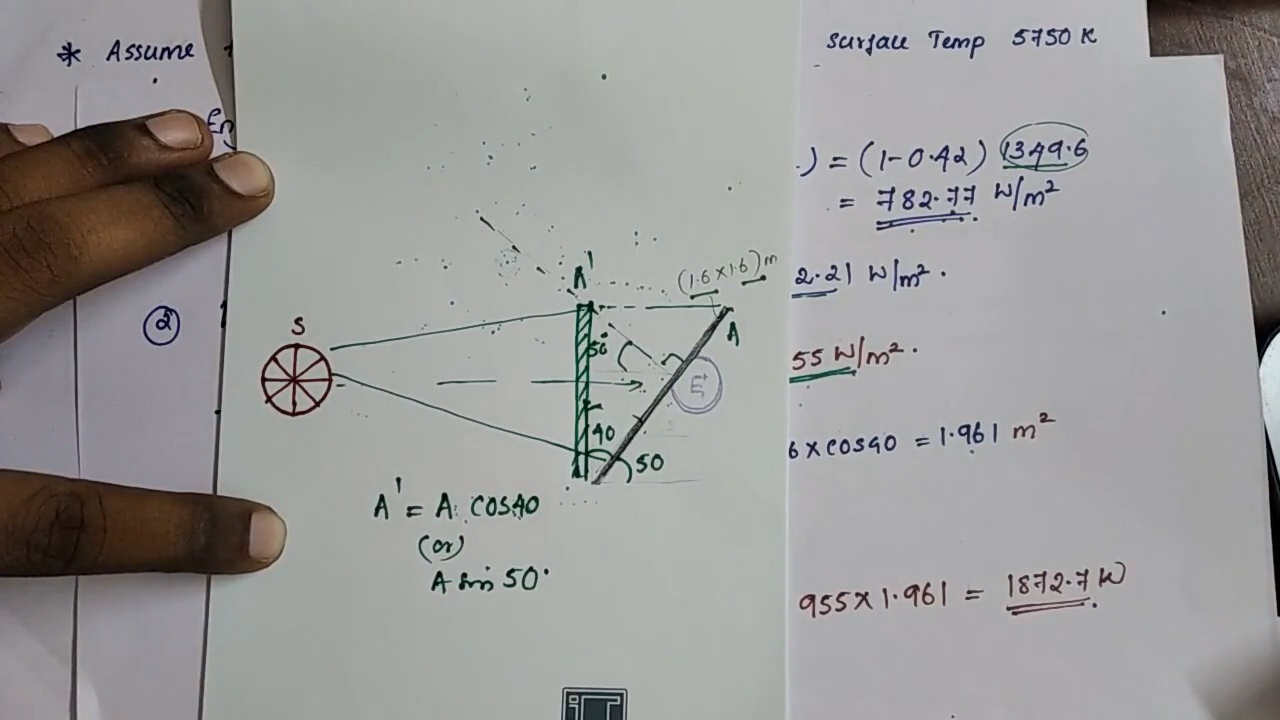 * Assume
Surface Temp 5750 K
En
.) = (1-0.42) 1349.6
= 782.77 W/m²
A'
(1.6×1.6)m
2.21 W/m².
②
S
50°
A
55 W/m².
E
40
50
6 × cos40 = 1.961 m²
A' = A. cos40
(or)
A sin 50°
955×1.961 = 1872.7 W